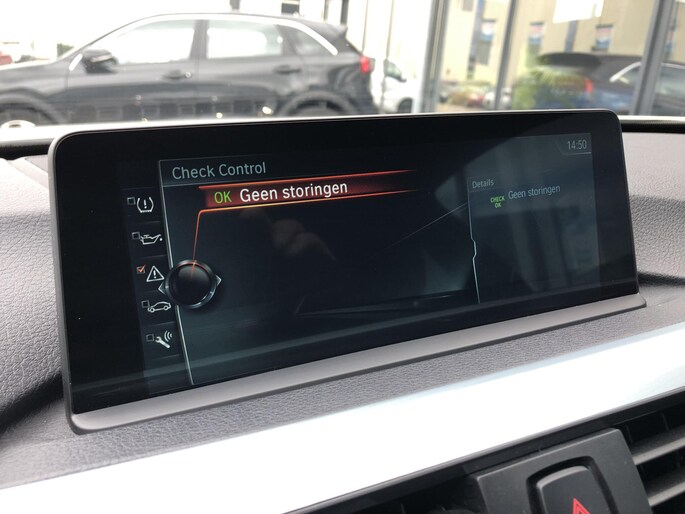 14:50
Check Control
OK Geen storingen
Details
CHECK OK Geen storingen